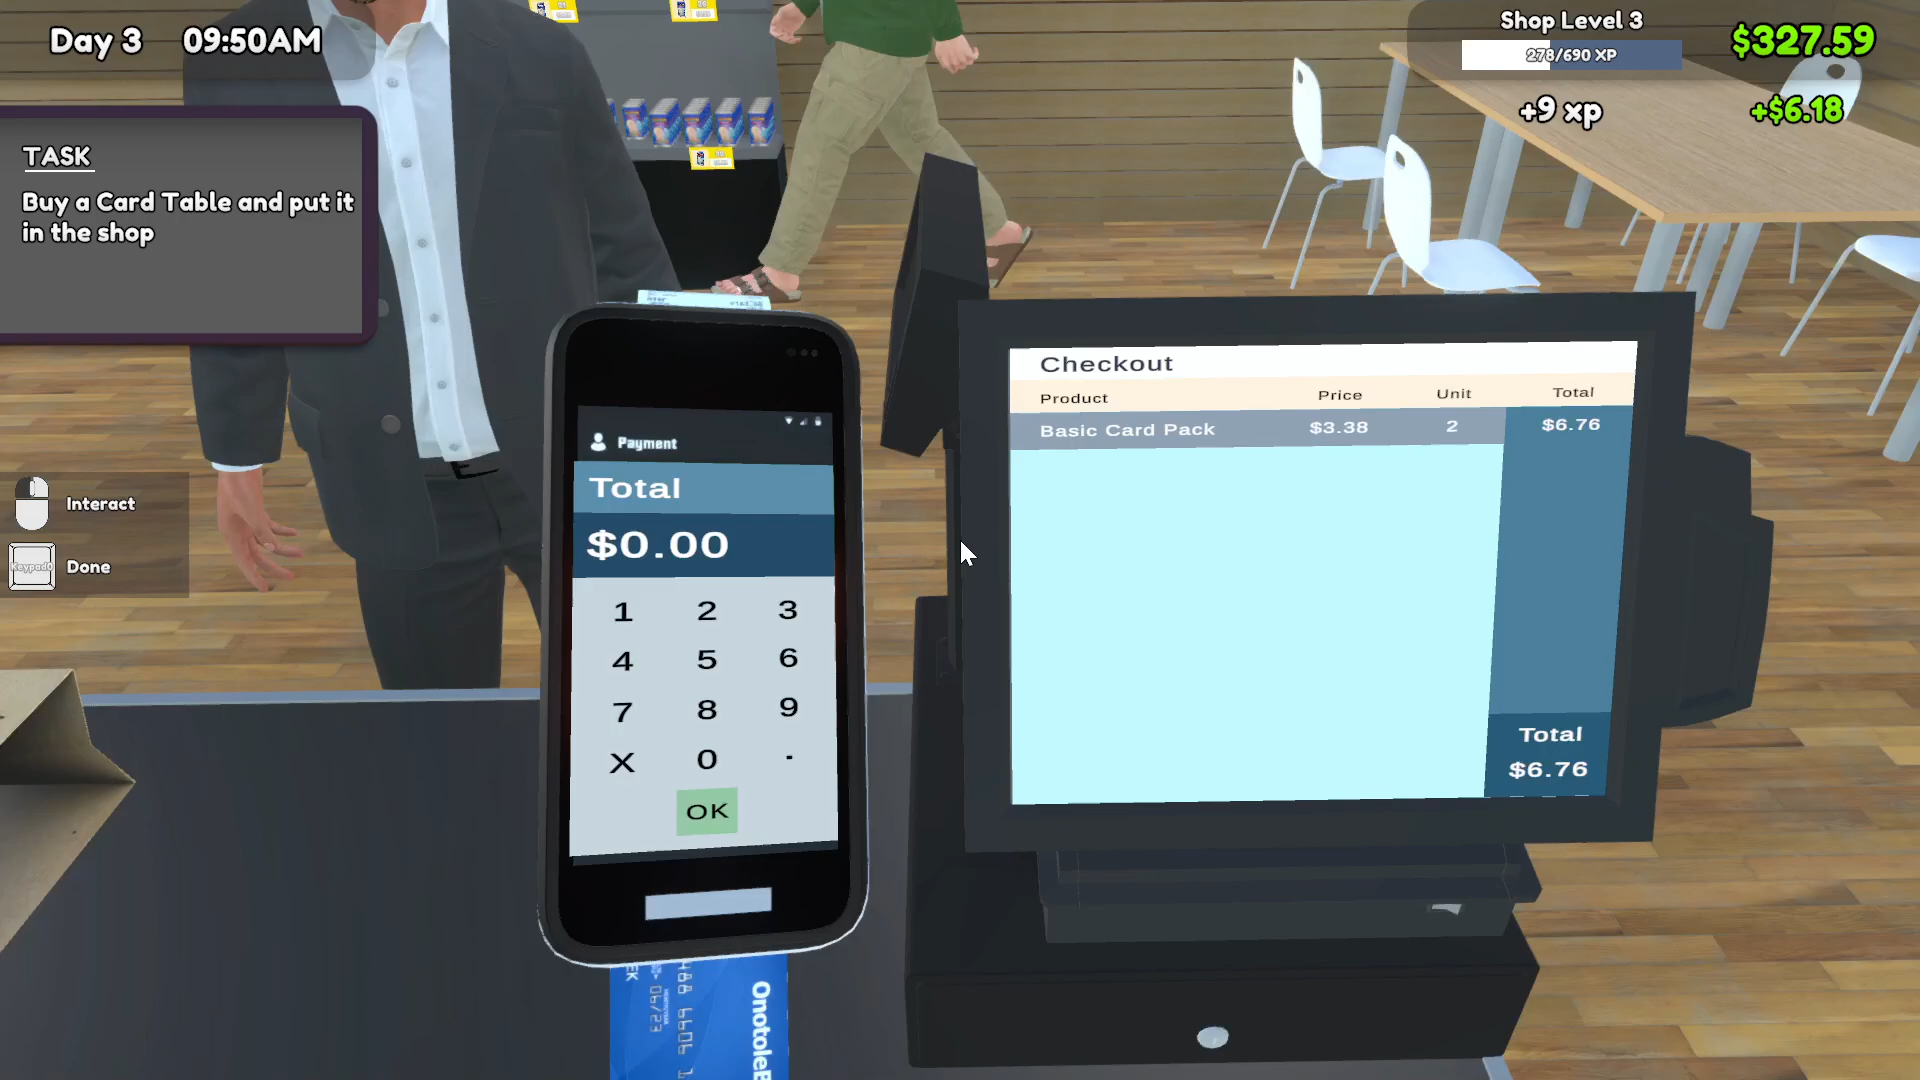 Day 3 09:50AM
Shop Level 3
278/690 XP
$327.59
+9 xp
+$6.18
TASK
Buy a Card Table and put it
in the shop
Interact
Keypad0
Done
Payment
Total
$0.00
1 2 3
4 5 6
7 8 9
X 0 .
OK
Checkout
Product Price Unit Total
Basic Card Pack $3.38 2 $6.76
Total
$6.76
06/23